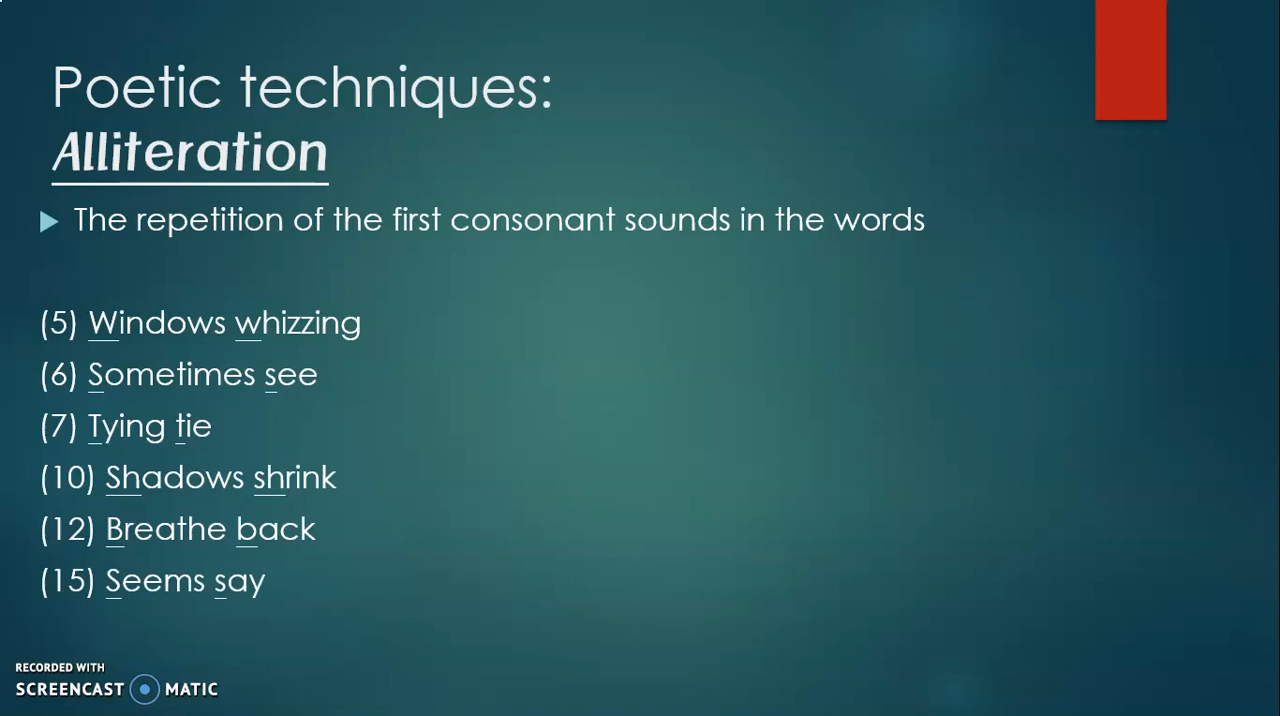 Poetic techniques:
Alliteration
The repetition of the first consonant sounds in the words
(5) Windows whizzing
(6) Sometimes see
(7) Tying tie
(10) Shadows shrink
(12) Breathe back
(15) Seems say
RECORDED WITH
SCREENCAST MATIC